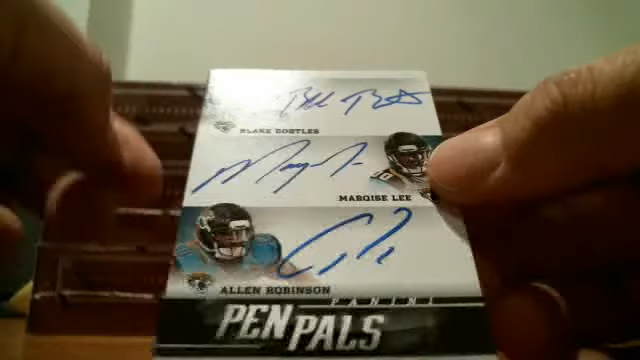 BLAKE BORTLES
MARQISE LEE
ALLEN ROBINSON
PANINI
PEN PALS